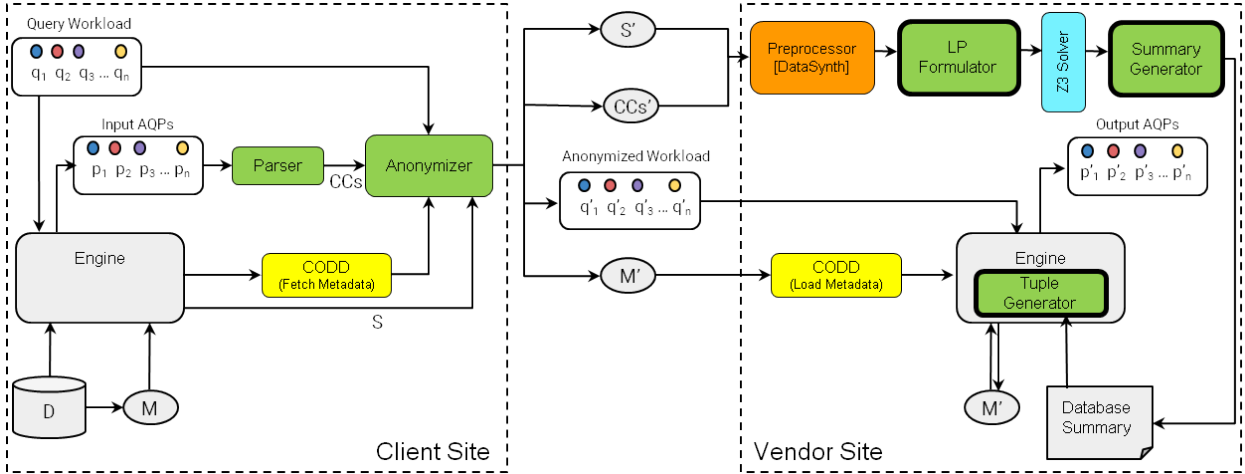 Query Workload
q1 q2 q3 ... qn
Input AQPs
p1 p2 p3 ... pn
Parser
CCs
Anonymizer
Engine
CODD
(Fetch Metadata)
S
D
M
Client Site
S'
CCs'
Anonymized Workload
q'1 q'2 q'3 ... q'n
M'
Preprocessor
[DataSynth]
LP
Formulator
Z3 Solver
Summary
Generator
Output AQPs
p'1 p'2 p'3 ... p'n
CODD
(Load Metadata)
Engine
Tuple
Generator
M'
Database
Summary
Vendor Site